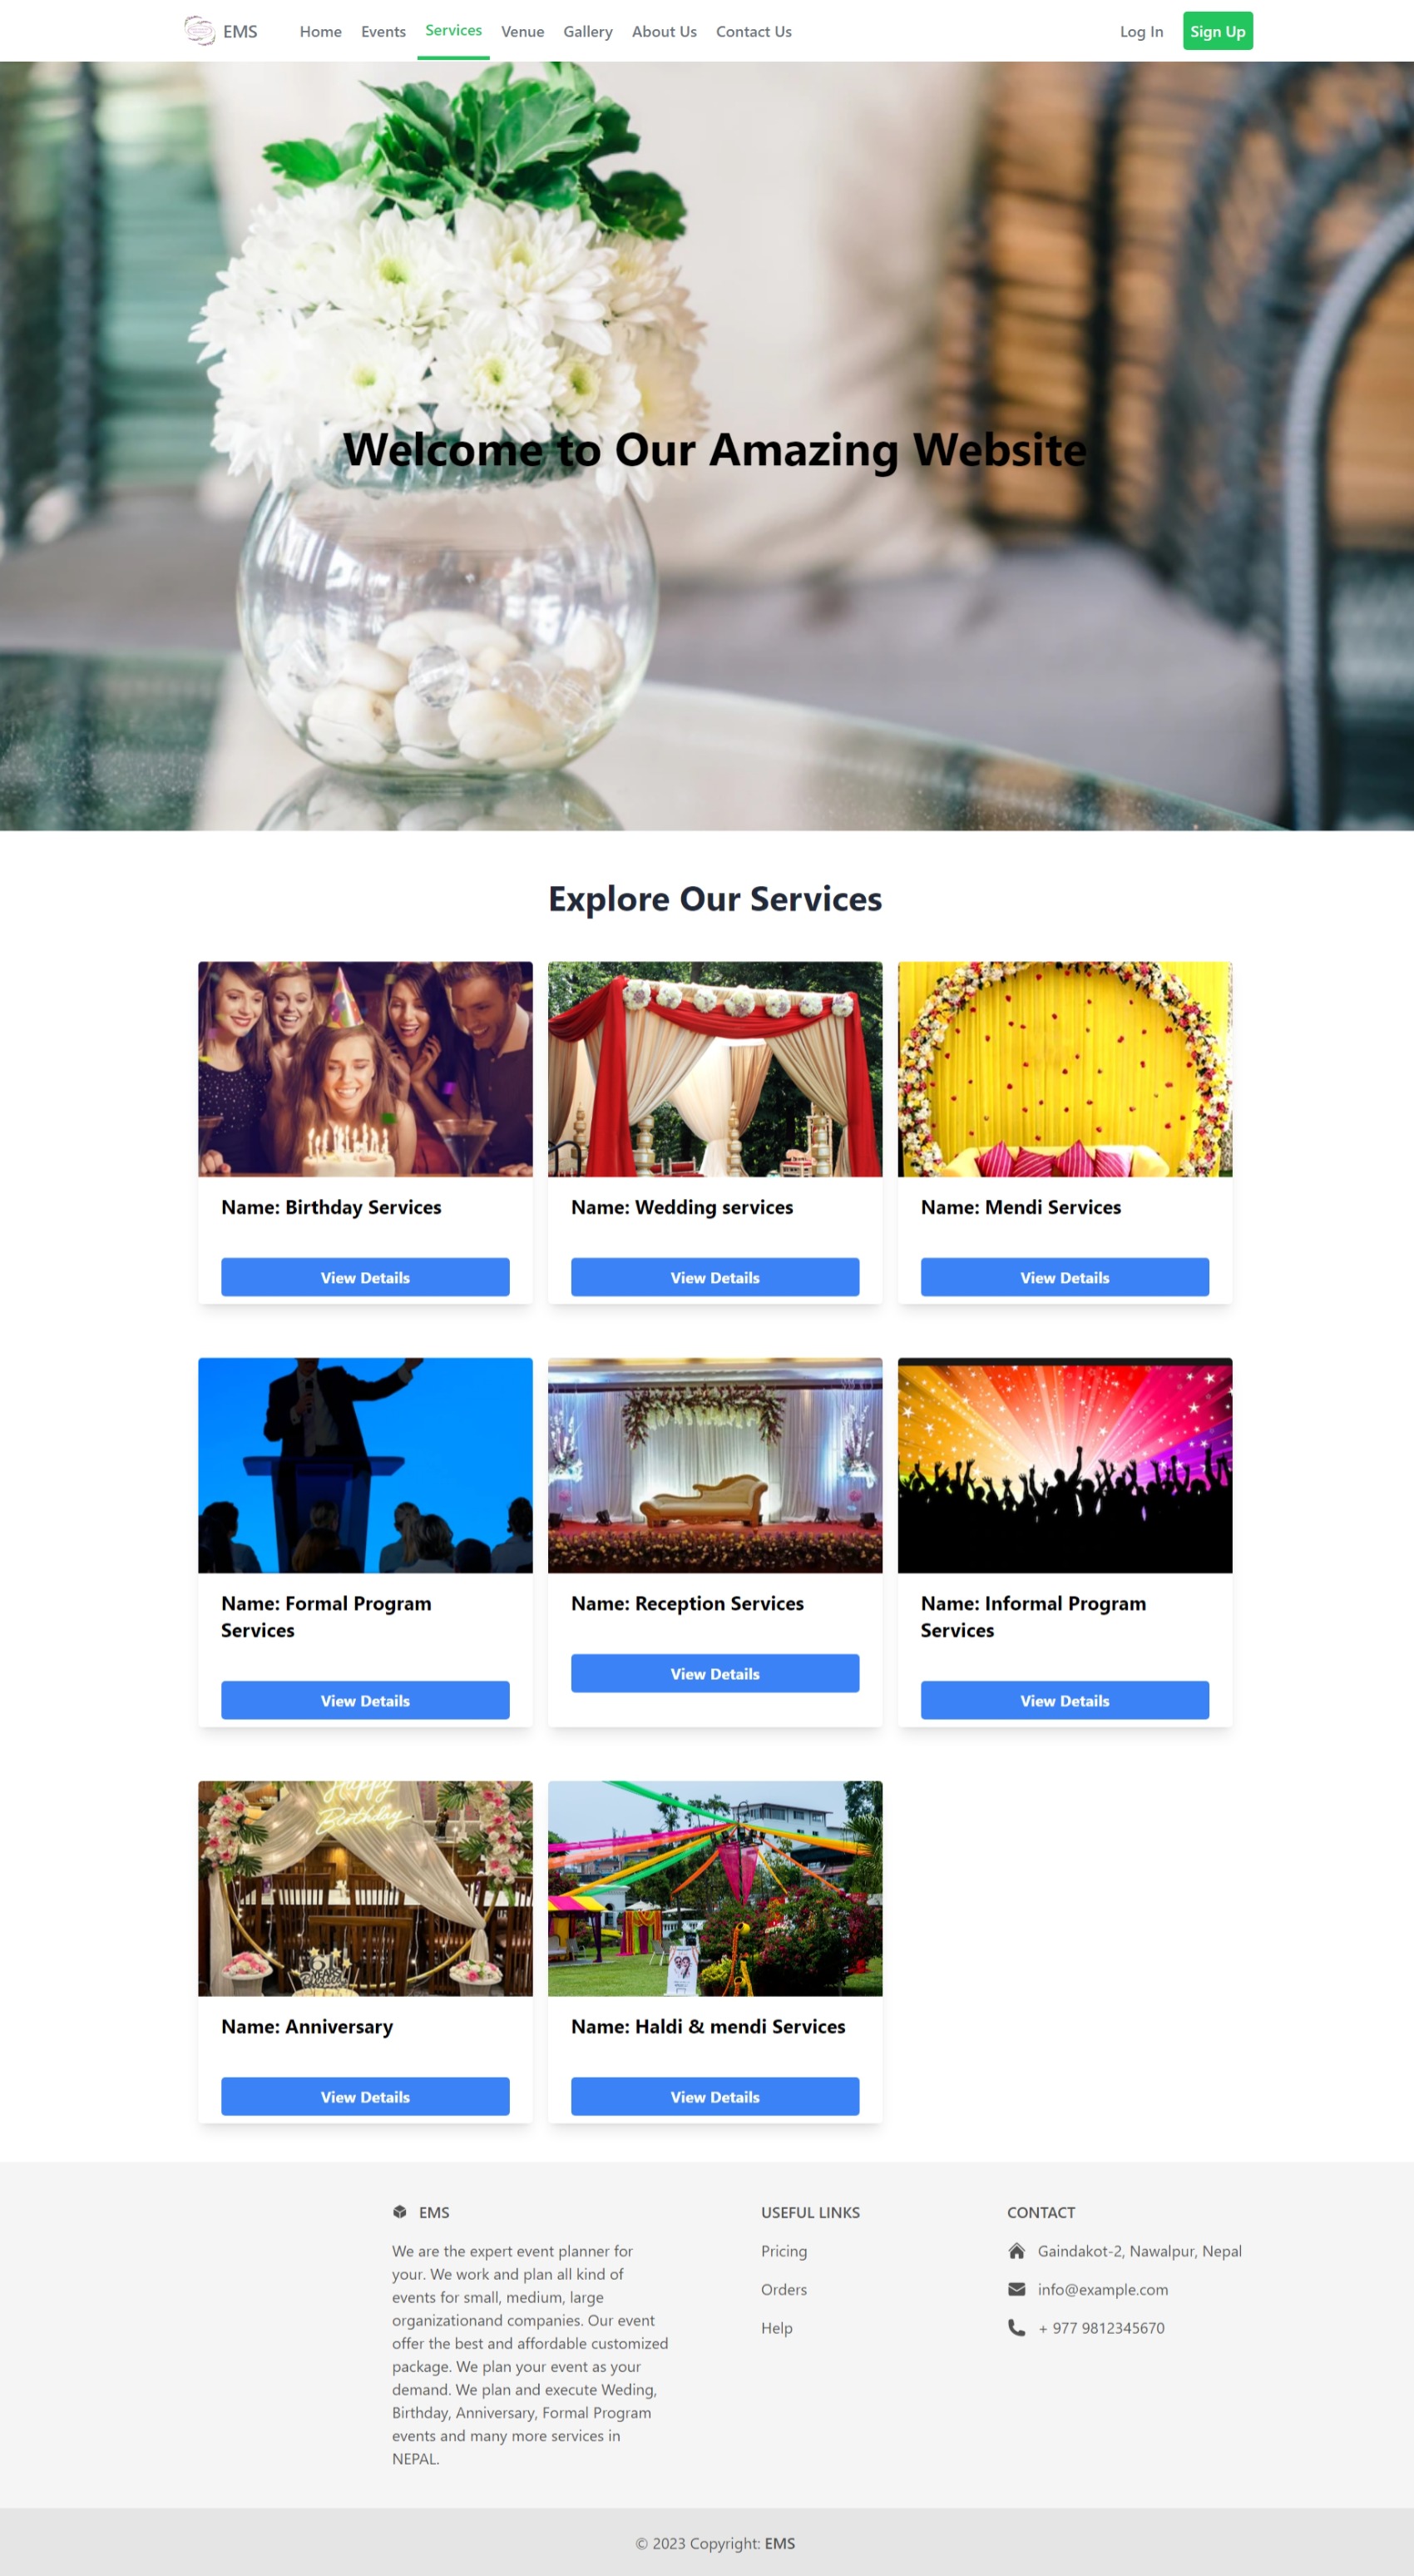 EMS Home Events Services Venue Gallery About Us Contact Us Log In Sign Up
Welcome to Our Amazing Website
Explore Our Services
Name: Birthday Services
View Details
Name: Wedding services
View Details
Name: Mendi Services
View Details
Name: Formal Program
Services
View Details
Name: Reception Services
View Details
Name: Informal Program
Services
View Details
Happy
Birthday
Name: Anniversary
View Details
Name: Haldi & mendi Services
View Details
EMS
We are the expert event planner for
your. We work and plan all kind of
events for small, medium, large
organizationand companies. Our event
offer the best and affordable customized
package. We plan your event as your
demand. We plan and execute Weding,
Birthday, Anniversary, Formal Program
events and many more services in
NEPAL.
USEFUL LINKS
Pricing
Orders
Help
CONTACT
Gaindakot-2, Nawalpur, Nepal
info@example.com
+ 977 9812345670
© 2023 Copyright: EMS